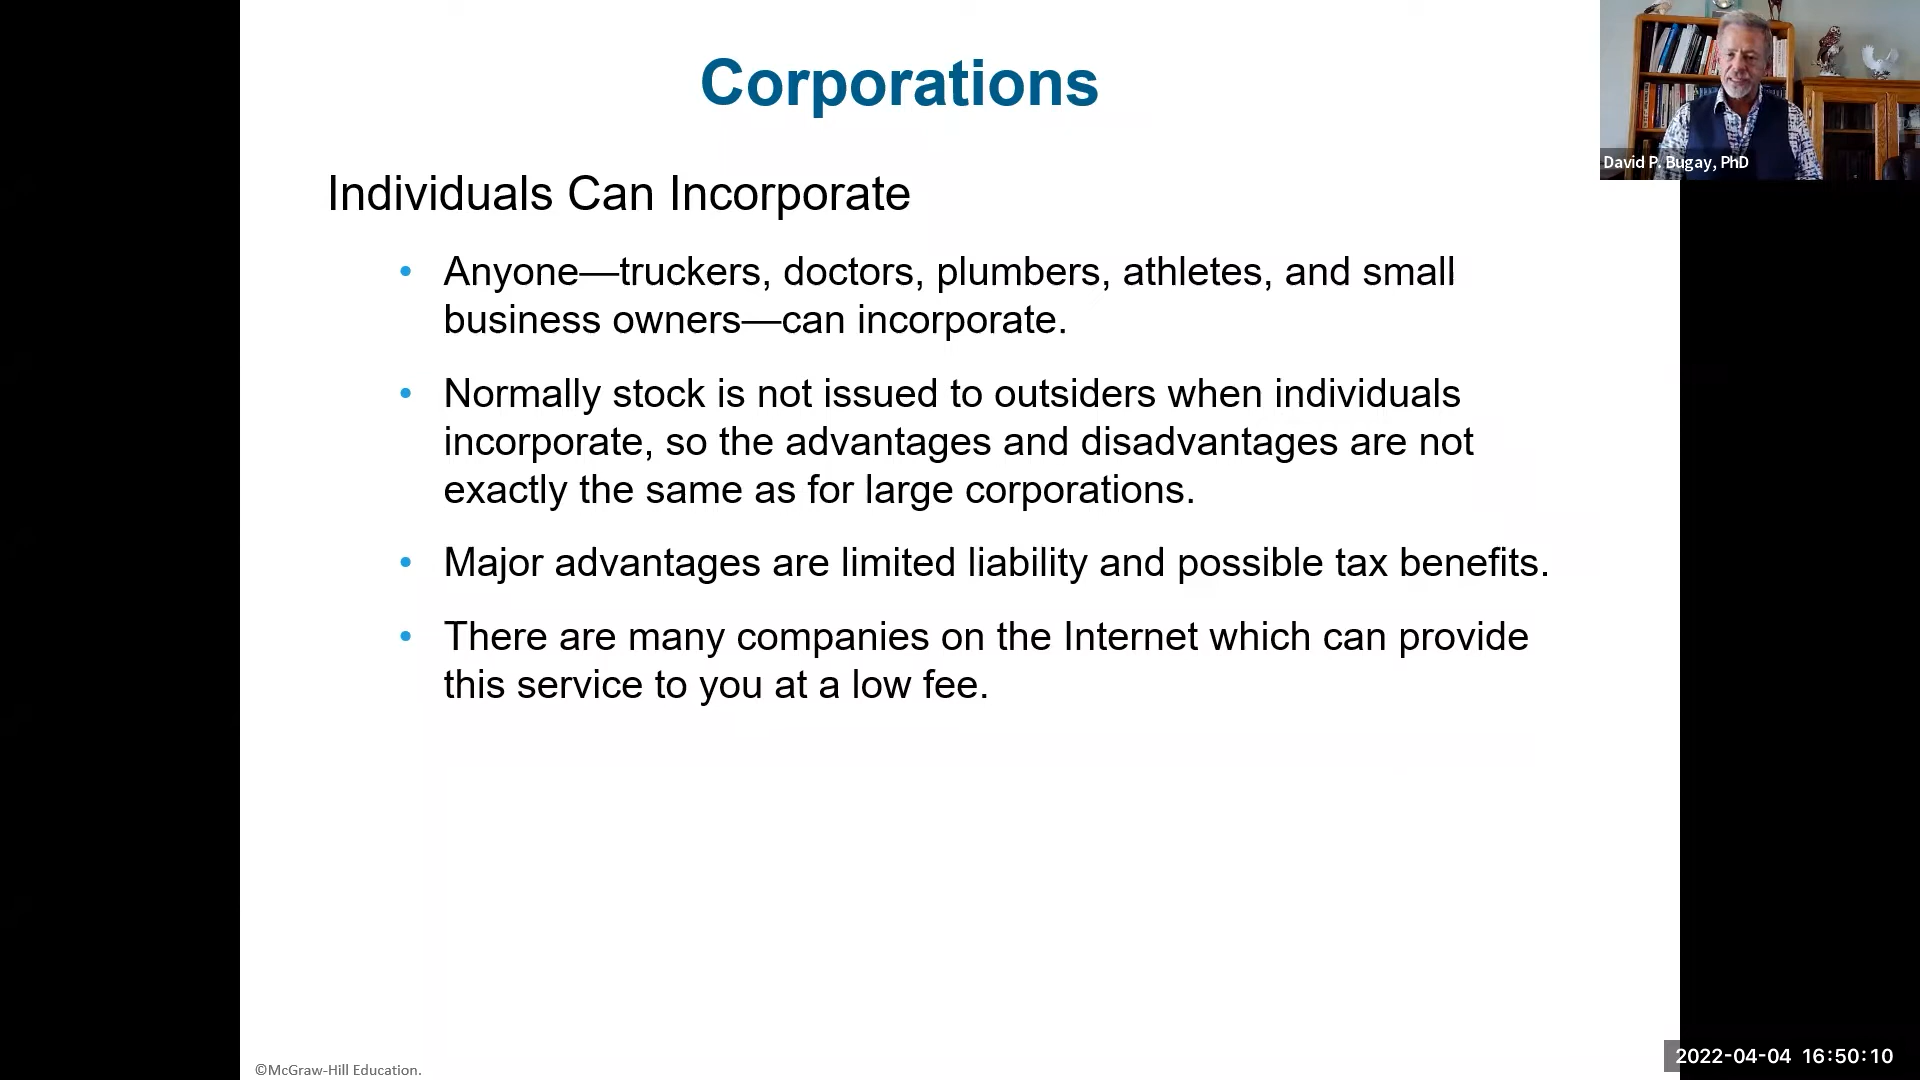 Corporations
David P. Bugay, PhD
Individuals Can Incorporate
• Anyone—truckers, doctors, plumbers, athletes, and small
business owners—can incorporate.
• Normally stock is not issued to outsiders when individuals
incorporate, so the advantages and disadvantages are not
exactly the same as for large corporations.
• Major advantages are limited liability and possible tax benefits.
• There are many companies on the Internet which can provide
this service to you at a low fee.
©McGraw-Hill Education.
2022-04-04 16:50:10